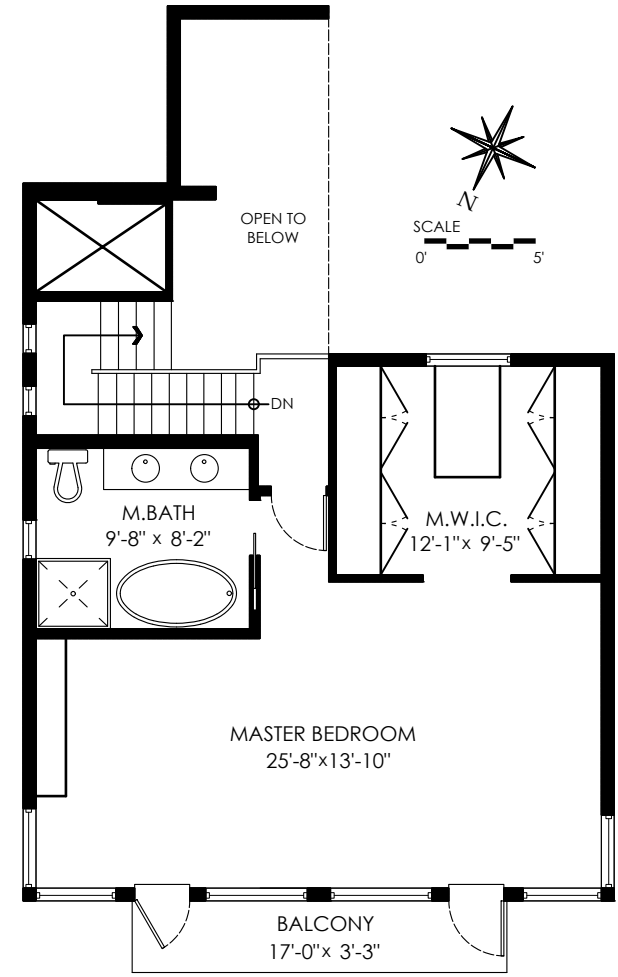 OPEN TO
BELOW
N
SCALE
0' 5'
DN
M.BATH
9'-8" x 8'-2"
M.W.I.C.
12'-1"x 9'-5"
MASTER BEDROOM
25'-8"x13'-10"
BALCONY
17'-0"x 3'-3"